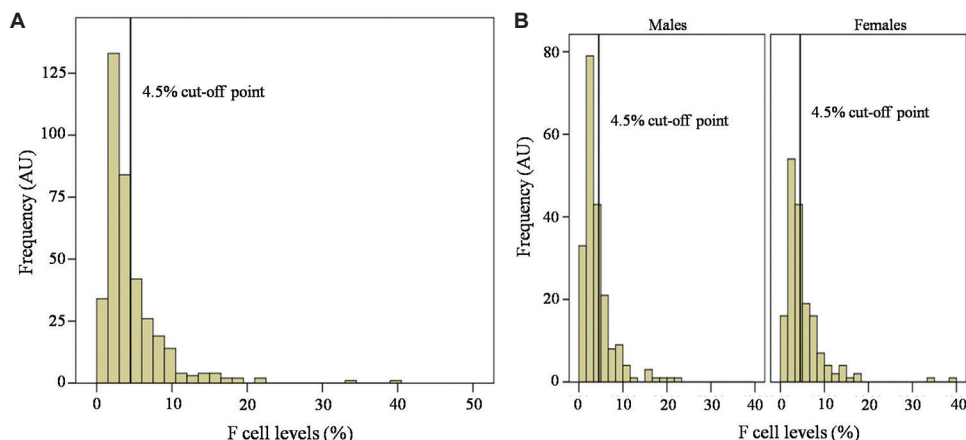 A
125
100
75
50
25
0
Frequency (AU)
4.5% cut-off point
0 10 20 30 40 50
F cell levels (%)
B
Males
Females
80
60
40
20
0
Frequency (AU)
4.5% cut-off point
4.5% cut-off point
0 10 20 30 40
0 10 20 30 40
F cell levels (%)